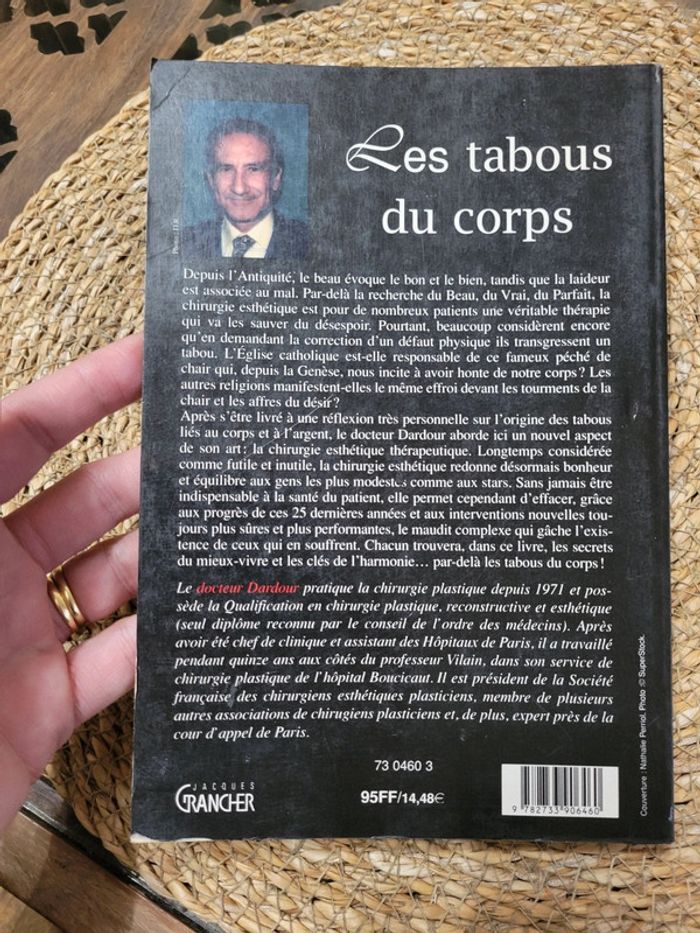 Les tabous
du corps
Photo : D.R.
Depuis l'Antiquité, le beau évoque le bon et le bien, tandis que la laideur
est associée au mal. Par-delà la recherche du Beau, du Vrai, du Parfait, la
chirurgie esthétique est pour de nombreux patients une véritable thérapie
qui va les sauver du désespoir. Pourtant, beaucoup considèrent encore
qu'en demandant la correction d'un défaut physique ils transgressent un
tabou. L'Église catholique est-elle responsable de ce fameux péché de
chair qui, depuis la Genèse, nous incite à avoir honte de notre corps ? Les
autres religions manifestent-elles le même effroi devant les tourments de la
chair et les affres du désir ?
Après s'être livré à une réflexion très personnelle sur l'origine des tabous
liés au corps et à l'argent, le docteur Dardour aborde ici un nouvel aspect
de son art : la chirurgie esthétique thérapeutique. Longtemps considérée
comme futile et inutile, la chirurgie esthétique redonne désormais bonheur
et équilibre aux gens les plus modestes comme aux stars. Sans jamais être
indispensable à la santé du patient, elle permet cependant d'effacer, grâce
aux progrès de ces 25 dernières années et aux interventions nouvelles tou-
jours plus sûres et plus performantes, le maudit complexe qui gâche l'exis-
tence de ceux qui en souffrent. Chacun trouvera, dans ce livre, les secrets
du mieux-vivre et les clés de l'harmonie... par-delà les tabous du corps !
Le docteur Dardour pratique la chirurgie plastique depuis 1971 et pos-
sède la Qualification en chirurgie plastique, reconstructive et esthétique
(seul diplôme reconnu par le conseil de l'ordre des médecins). Après
avoir été chef de clinique et assistant des Hôpitaux de Paris, il a travaillé
pendant quinze ans aux côtés du professeur Vilain, dans son service de
chirurgie plastique de l'hôpital Boucicaut. Il est président de la Société
française des chirurgiens esthétiques plasticiens, membre de plusieurs
autres associations de chirugiens plasticiens et, de plus, expert près de la
cour d'appel de Paris.
JACQUES
GRANCHER
73 0460 3
95FF/14,48€
9 782733 906460
Couverture : Nathalie Perriol. Photo © SuperStock.